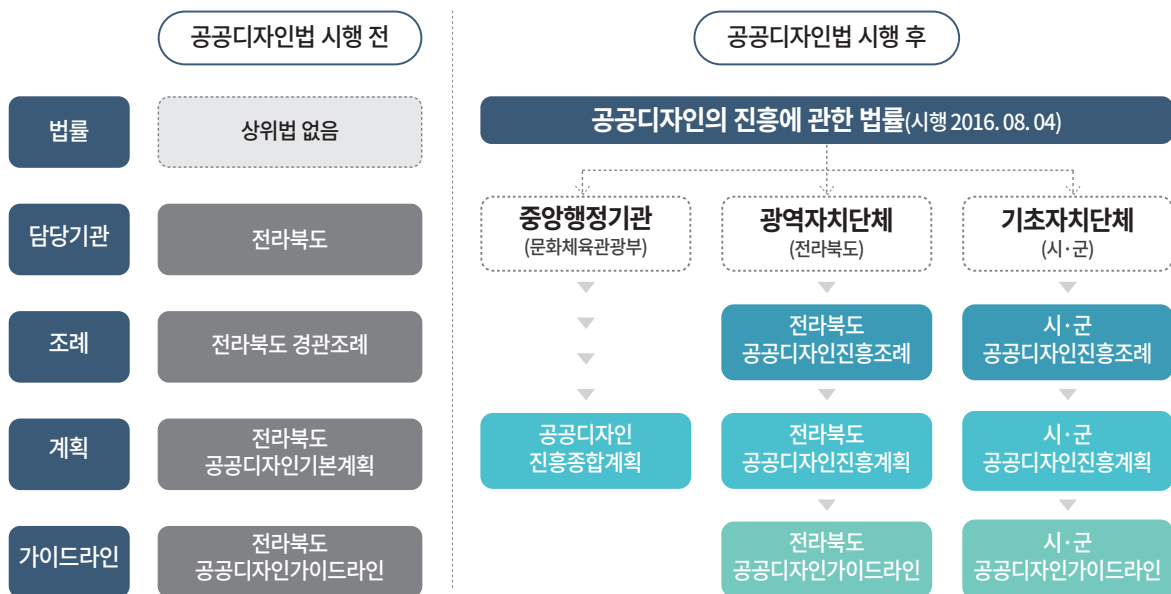 공공디자인법 시행 전
공공디자인법 시행 후
법률
상위법 없음
공공디자인의 진흥에 관한 법률(시행 2016. 08. 04)
담당기관
전라북도
중앙행정기관
(문화체육관광부)
광역자치단체
(전라북도)
기초자치단체
(시·군)
조례
전라북도 경관조례
전라북도
공공디자인진흥조례
시·군
공공디자인진흥조례
계획
전라북도
공공디자인기본계획
공공디자인
진흥종합계획
전라북도
공공디자인진흥계획
시·군
공공디자인진흥계획
가이드라인
전라북도
공공디자인가이드라인
전라북도
공공디자인가이드라인
시·군
공공디자인가이드라인